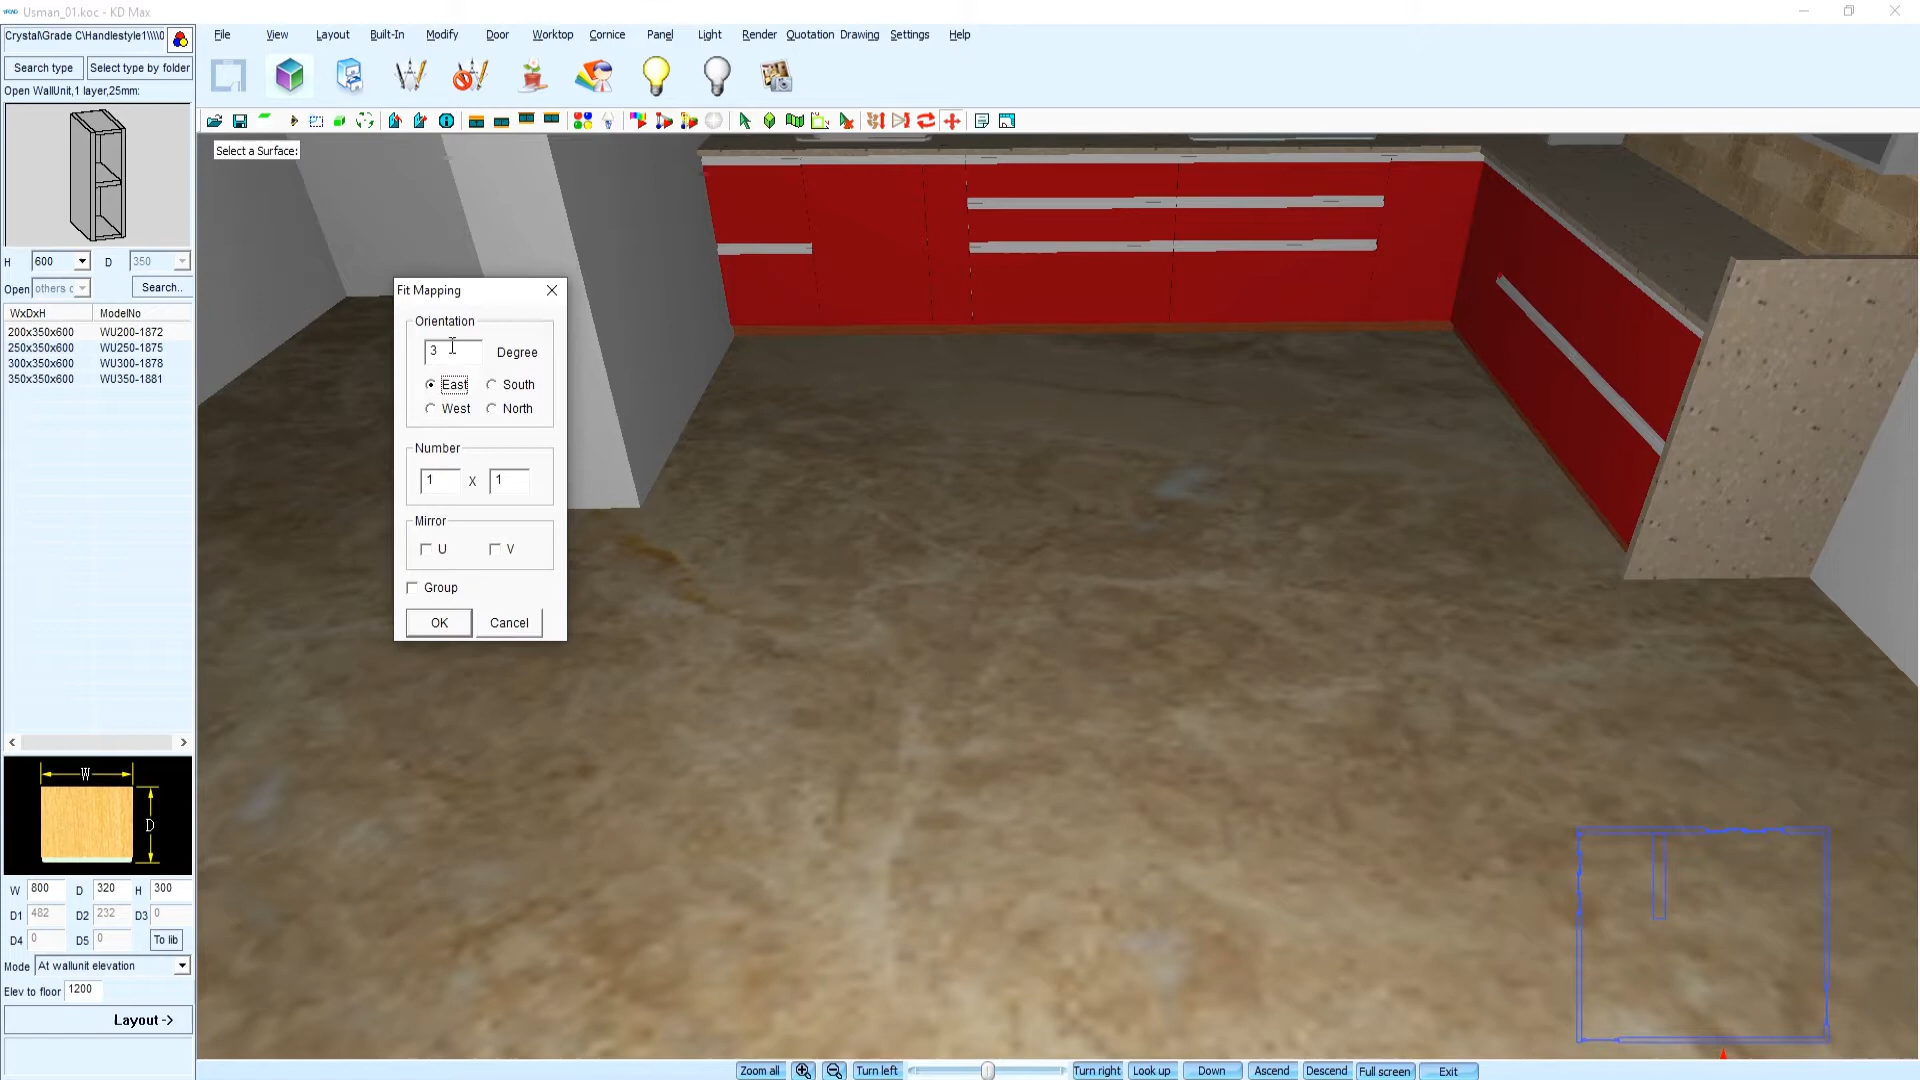 Usman_01.koc - KD Max
Crystal\Grade C\Handlestyle1\\\\0
Search type
Select type by folder
Open WallUnit,1 layer,25mm:
H 600 D 350
Open others c Search..
WxDxH ModelNo
200x350x600 WU200-1872
250x350x600 WU250-1875
300x350x600 WU300-1878
350x350x600 WU350-1881
W
D
W 800 D 320 H 300
D1 482 D2 232 D3 0
D4 0 D5 0 To lib
Mode At wallunit elevation
Elev to floor 1200
Layout ->
File View Layout Built-In Modify Door Worktop Cornice Panel Light Render Quotation Drawing Settings Help
Select a Surface:
Fit Mapping
Orientation
3 Degree
East South
West North
Number
1 X 1
Mirror
U V
Group
OK Cancel
Zoom all Turn left Turn right Look up Down Ascend Descend Full screen Exit